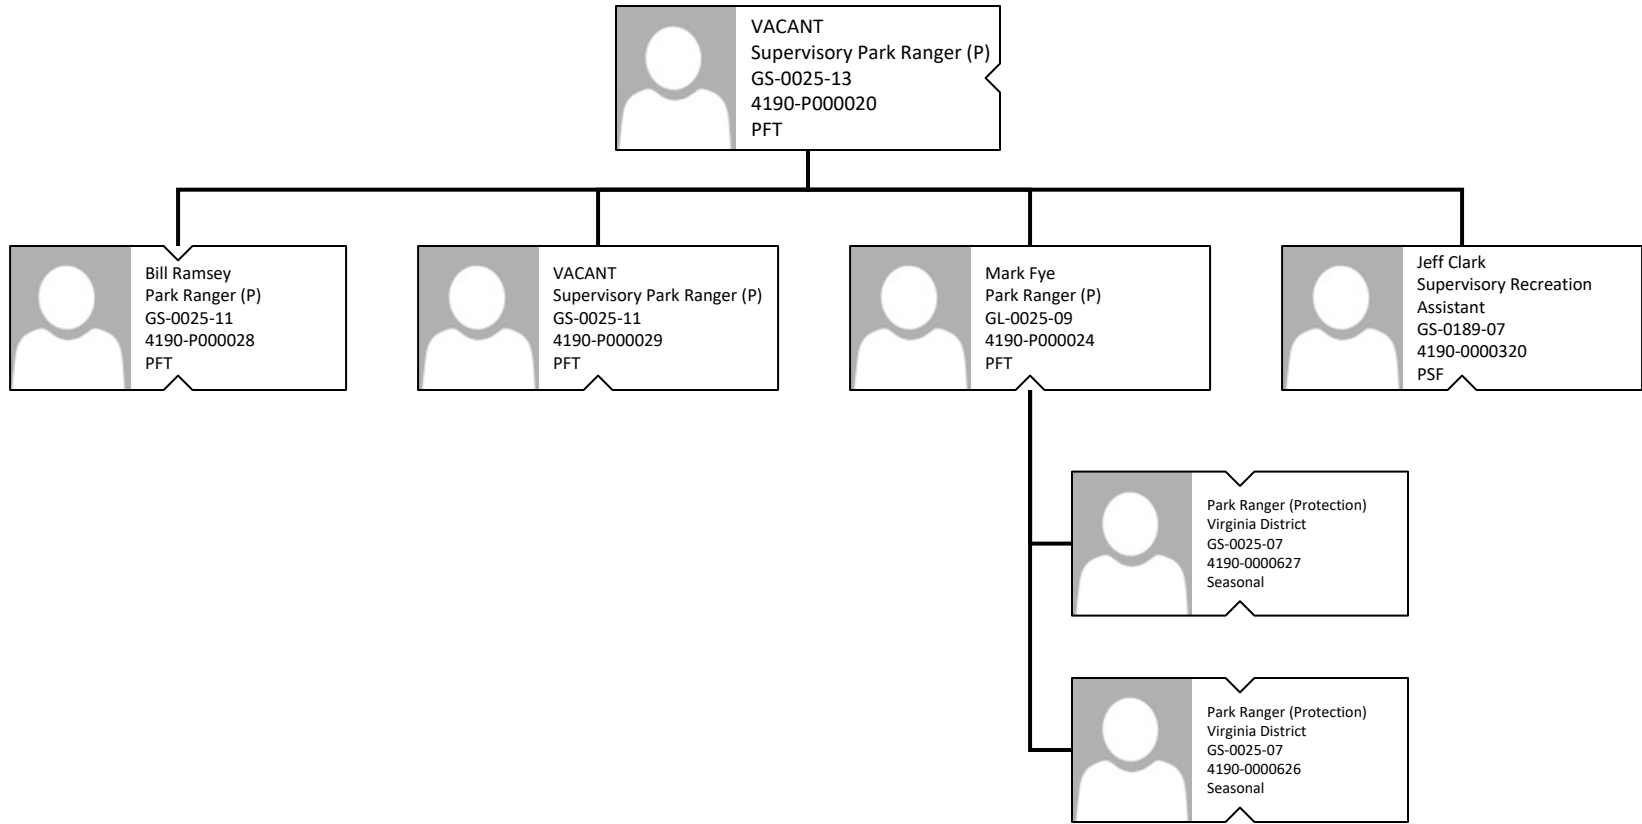 VACANT
Supervisory Park Ranger (P)
GS-0025-13
4190-P000020
PFT
Bill Ramsey
Park Ranger (P)
GS-0025-11
4190-P000028
PFT
VACANT
Supervisory Park Ranger (P)
GS-0025-11
4190-P000029
PFT
Mark Fye
Park Ranger (P)
GL-0025-09
4190-P000024
PFT
Jeff Clark
Supervisory Recreation
Assistant
GS-0189-07
4190-0000320
PSF
Park Ranger (Protection)
Virginia District
GS-0025-07
4190-0000627
Seasonal
Park Ranger (Protection)
Virginia District
GS-0025-07
4190-0000626
Seasonal